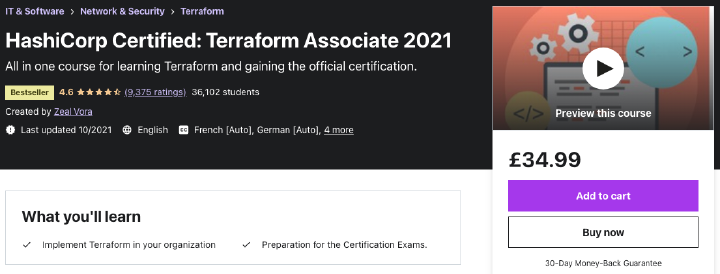 IT & Software > Network & Security > Terraform
HashiCorp Certified: Terraform Associate 2021
All in one course for learning Terraform and gaining the official certification.
Bestseller 4.6 (9,375 ratings) 36,102 students
Created by Zeal Vora
Last updated 10/2021 English French [Auto], German [Auto], 4 more
Preview this course
£34.99
Add to cart
Buy now
30-Day Money-Back Guarantee
What you'll learn
Implement Terraform in your organization
Preparation for the Certification Exams.